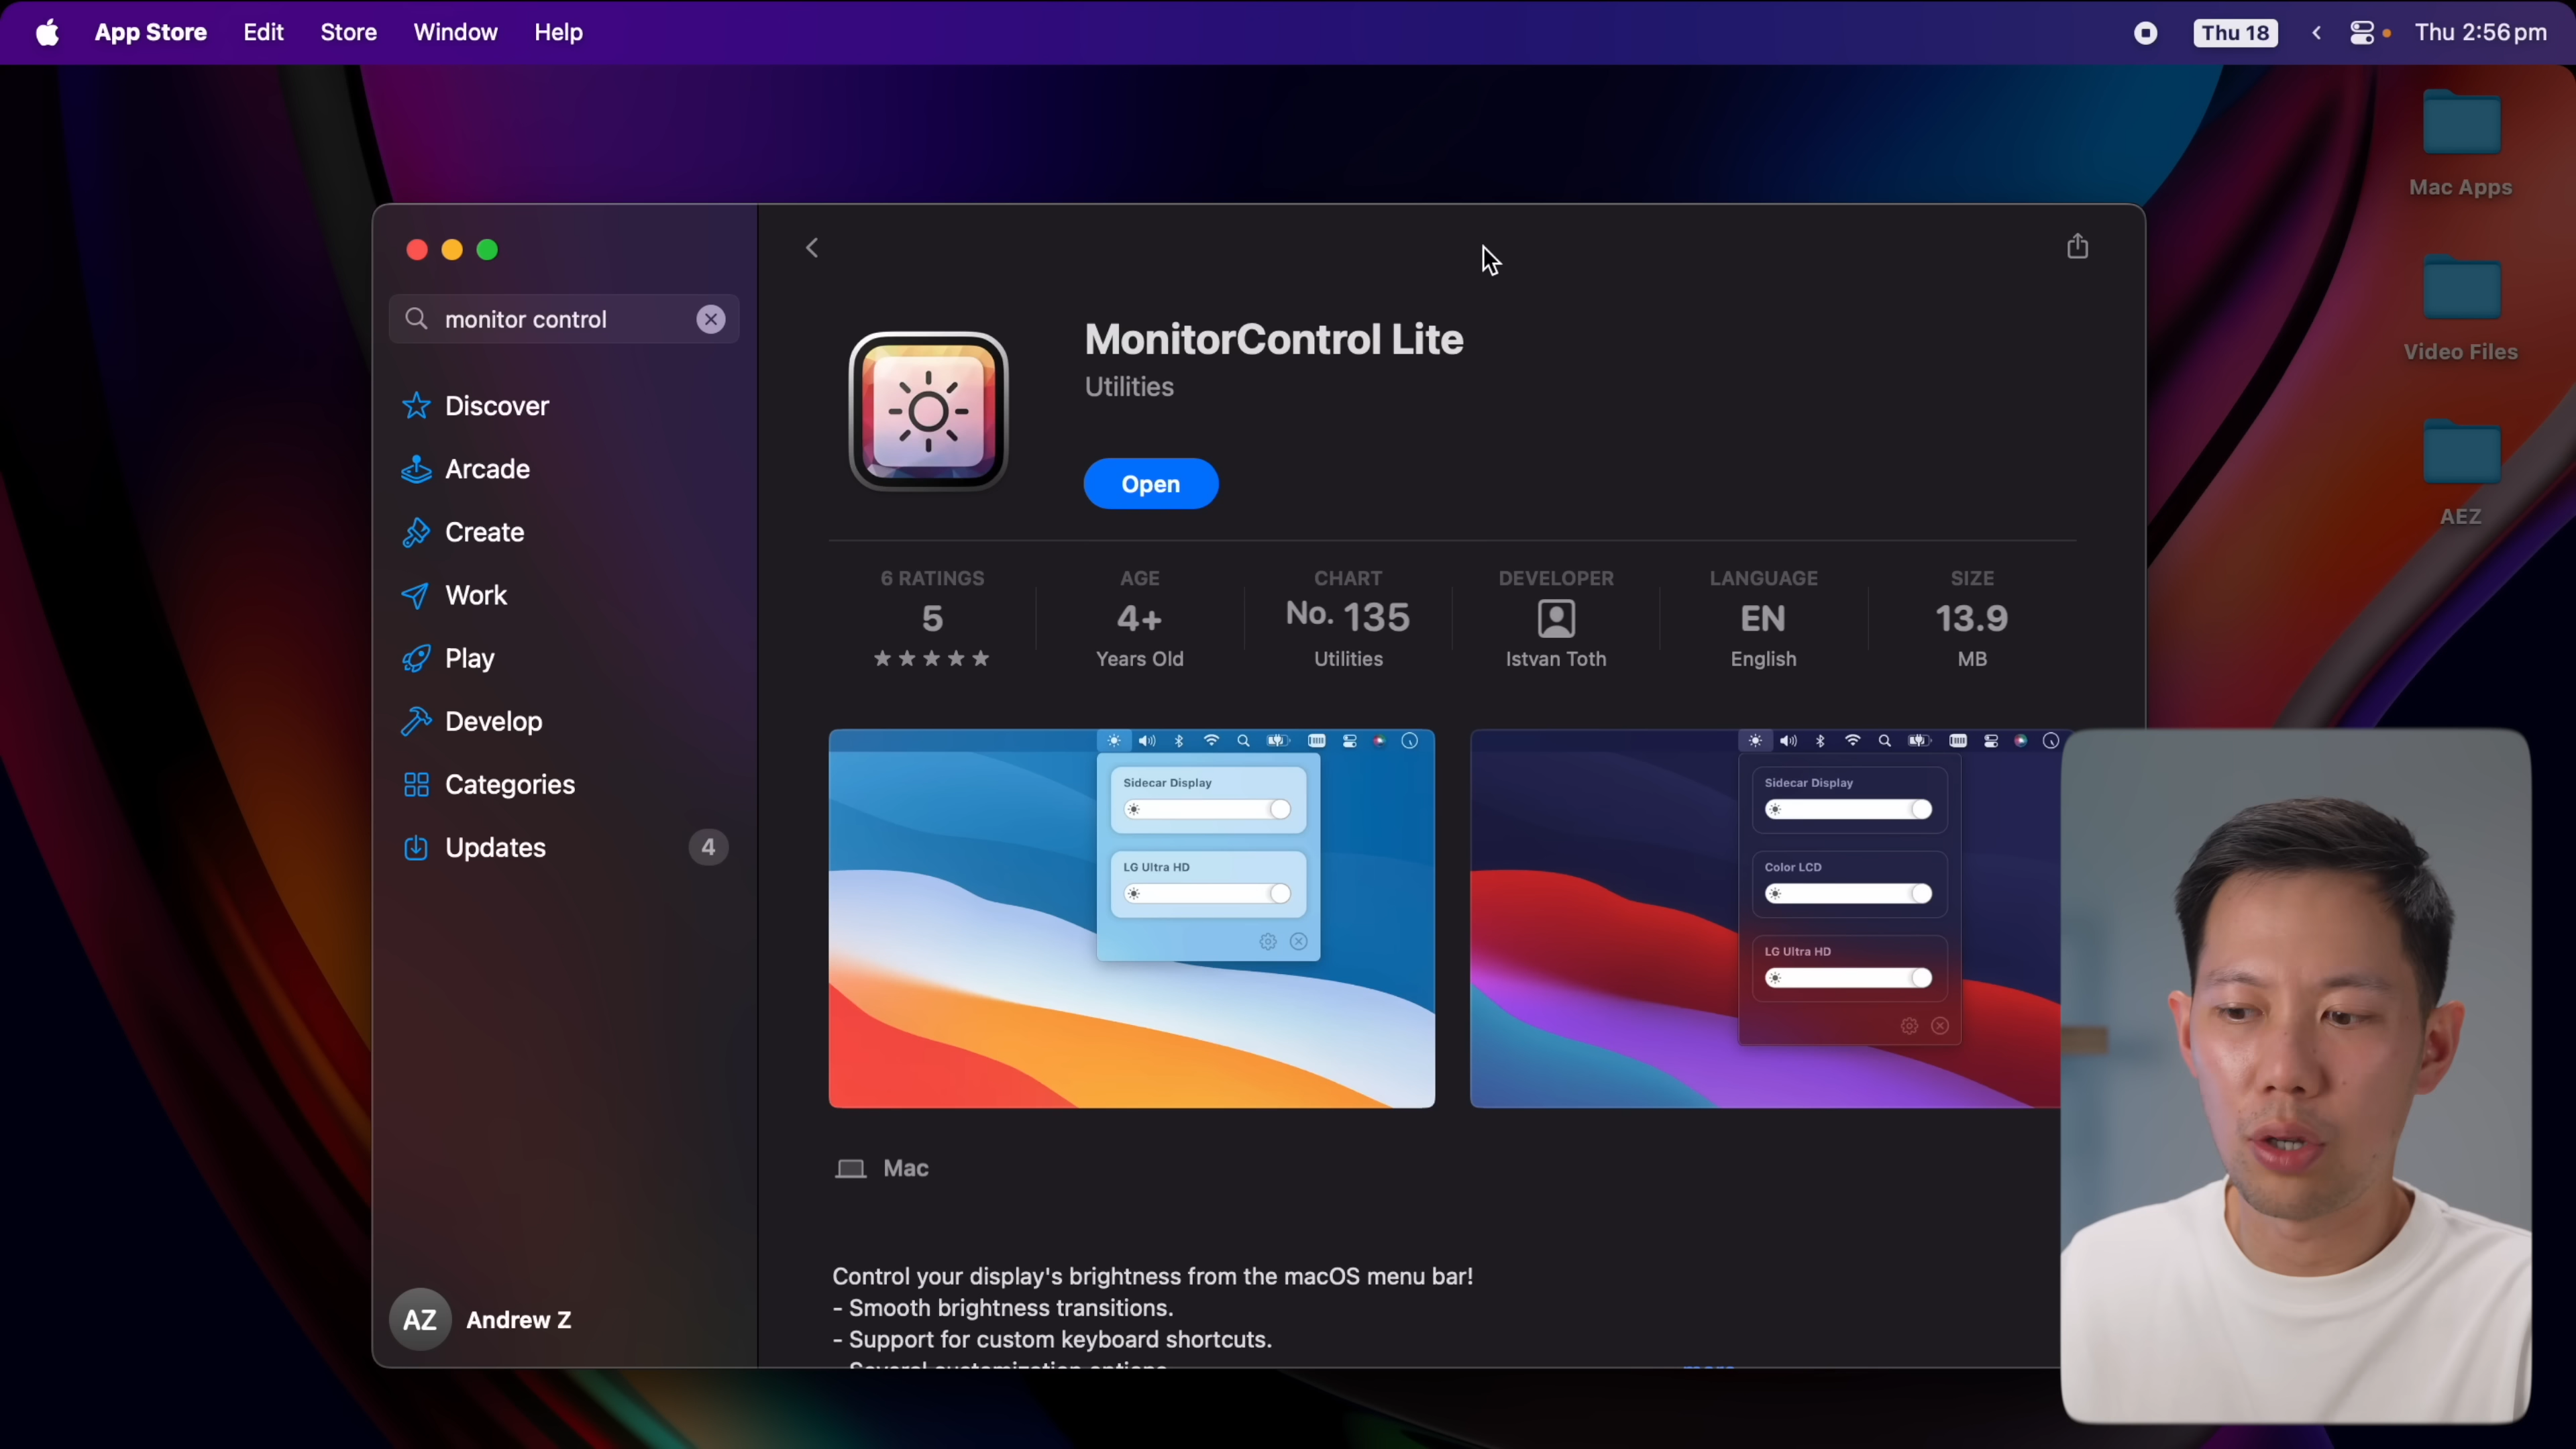 App Store Edit Store Window Help
Thu 18
Thu 2:56 pm
Mac Apps
Video Files
AEZ
monitor control
Discover
Arcade
Create
Work
Play
Develop
Categories
Updates 4
AZ Andrew Z
MonitorControl Lite
Utilities
Open
6 RATINGS
5
AGE
4+
Years Old
CHART
No. 135
Utilities
DEVELOPER
Istvan Toth
LANGUAGE
EN
English
SIZE
13.9
MB
Sidecar Display
LG Ultra HD
Sidecar Display
Color LCD
LG Ultra HD
Mac
Control your display's brightness from the macOS menu bar!
- Smooth brightness transitions.
- Support for custom keyboard shortcuts.